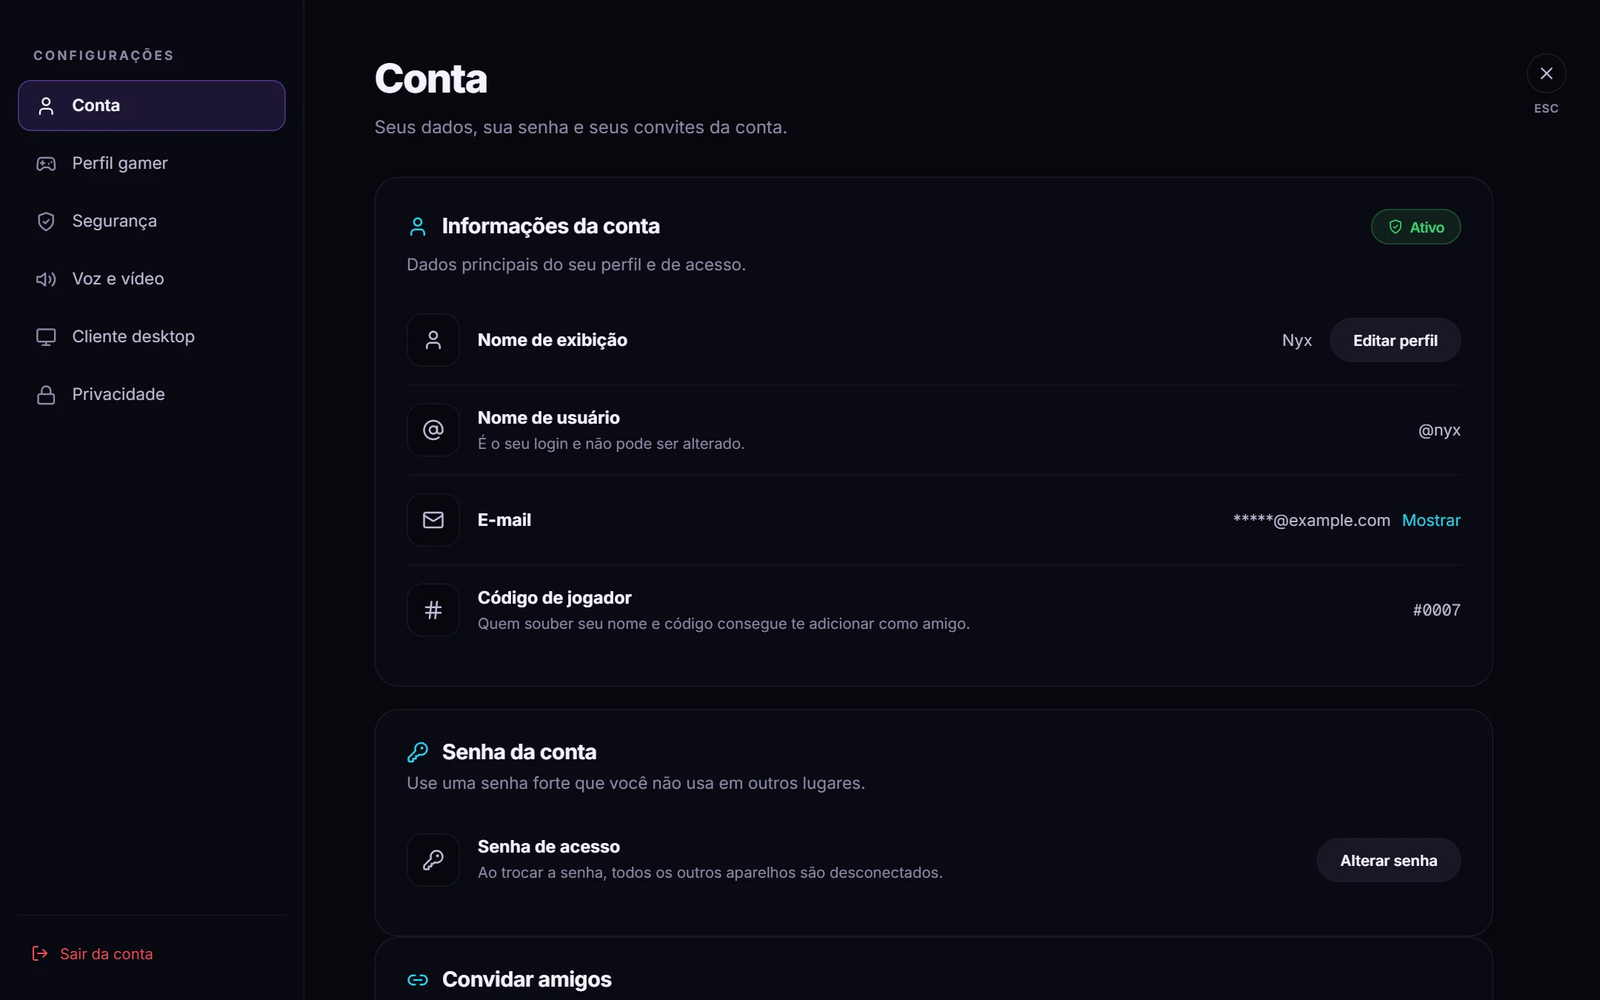 CONFIGURAÇÕES
Conta
Perfil gamer
Segurança
Voz e vídeo
Cliente desktop
Privacidade
Sair da conta
Conta
Seus dados, sua senha e seus convites da conta.
ESC
Informações da conta
Ativo
Dados principais do seu perfil e de acesso.
Nome de exibição
Nyx
Editar perfil
Nome de usuário
É o seu login e não pode ser alterado.
@nyx
E-mail
*****@example.com Mostrar
Código de jogador
Quem souber seu nome e código consegue te adicionar como amigo.
#0007
Senha da conta
Use uma senha forte que você não usa em outros lugares.
Senha de acesso
Ao trocar a senha, todos os outros aparelhos são desconectados.
Alterar senha
Convidar amigos